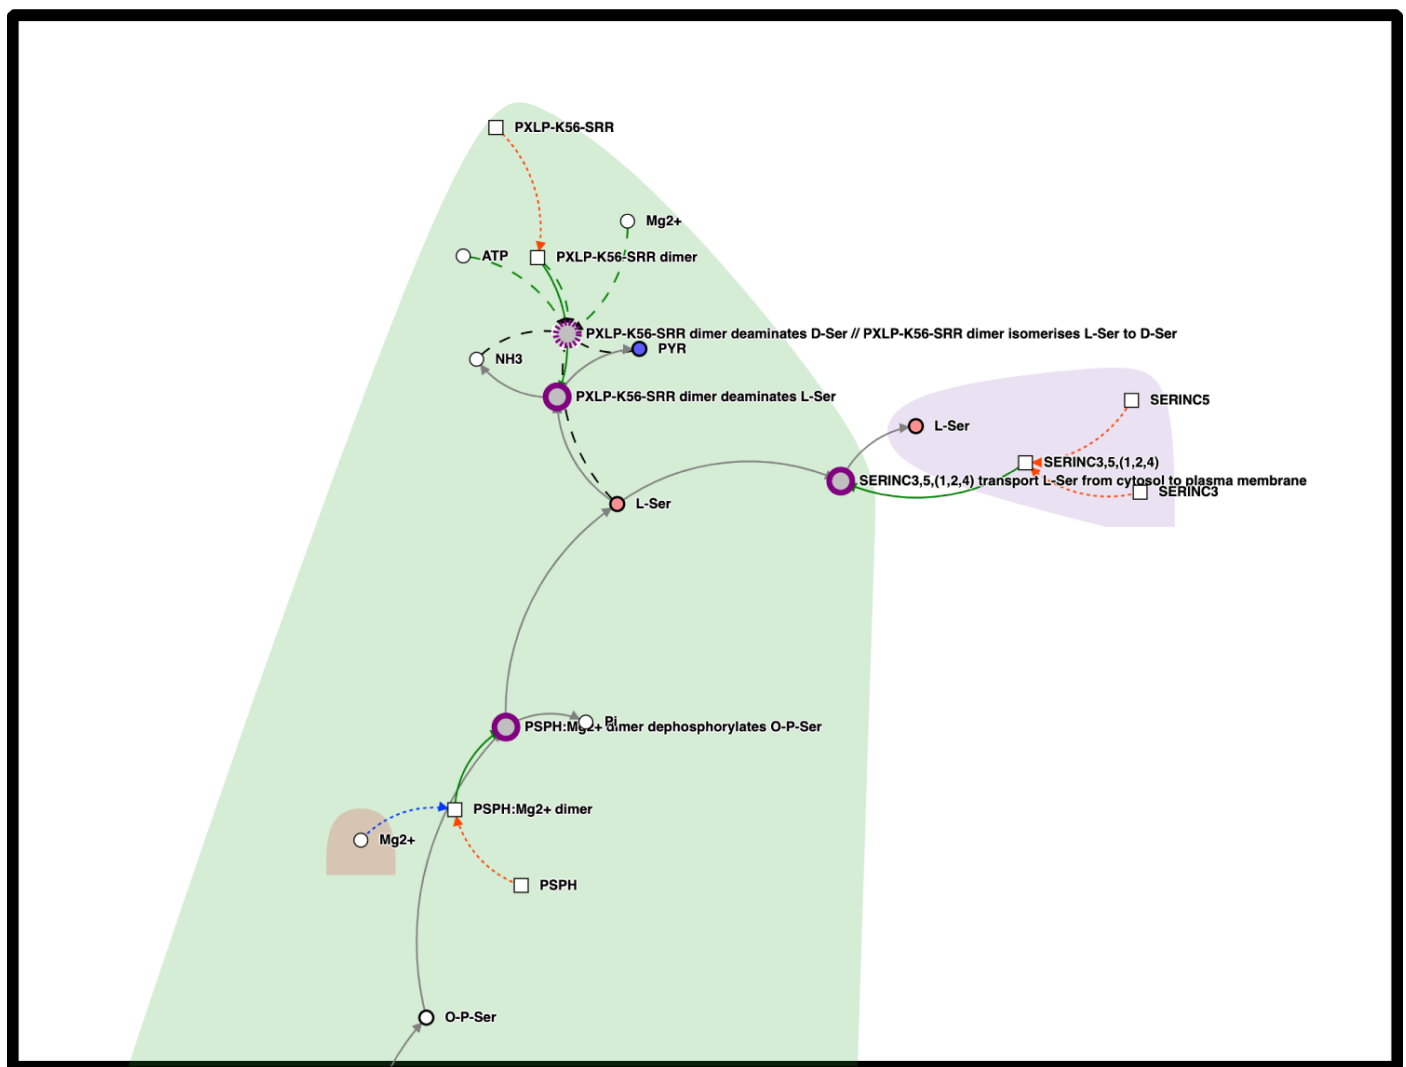 PXLP-K56-SRR
Mg2+
ATP
PXLP-K56-SRR dimer
PXLP-K56-SRR dimer deaminates D-Ser // PXLP-K56-SRR dimer isomerises L-Ser to D-Ser
PYR
NH3
PXLP-K56-SRR dimer deaminates L-Ser
SERINC5
L-Ser
SERINC3,5,(1,2,4)
SERINC3,5,(1,2,4) transport L-Ser from cytosol to plasma membrane
SERINC3
L-Ser
Pi
PSPH:Mg2+ dimer dephosphorylates O-P-Ser
PSPH:Mg2+ dimer
Mg2+
PSPH
O-P-Ser